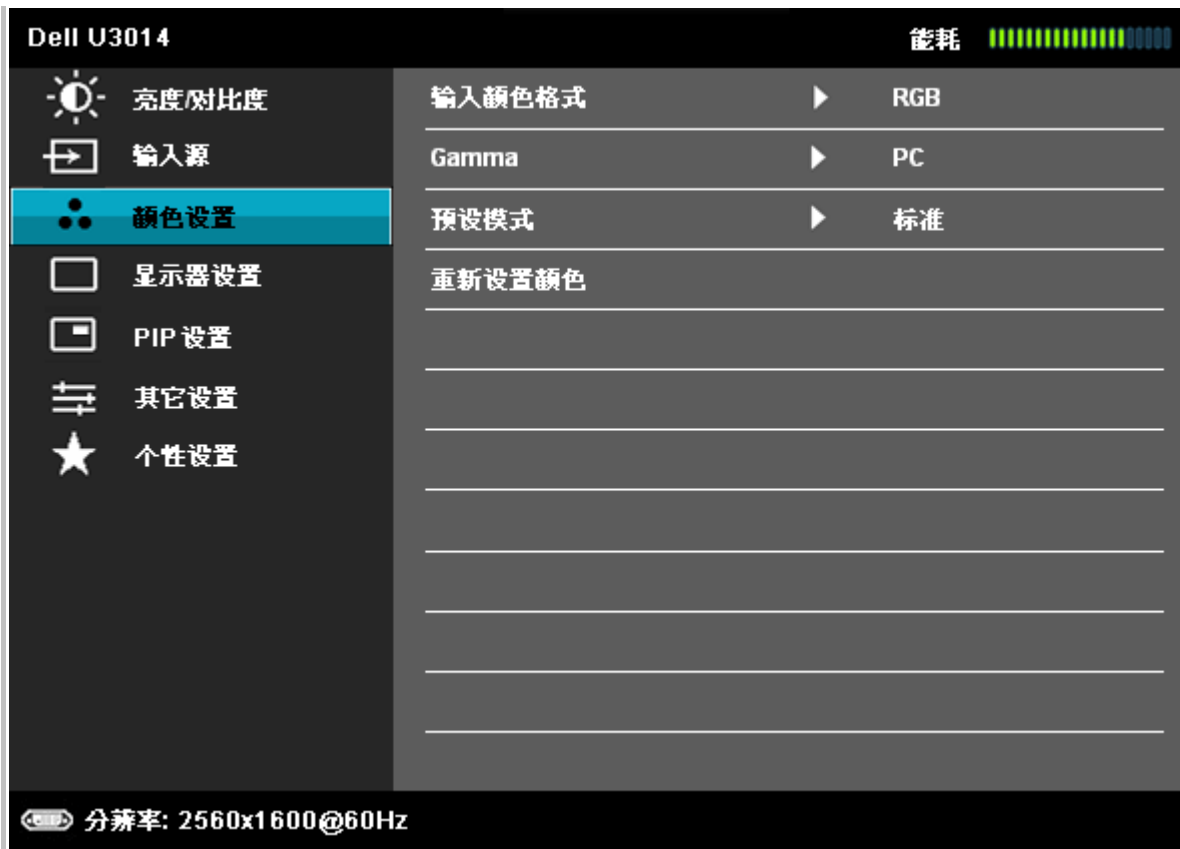 Dell U3014 能耗
亮度/对比度
输入源
颜色设置
显示器设置
PIP 设置
其它设置
个性设置
输入颜色格式 RGB
Gamma PC
预设模式 标准
重新设置颜色
分辨率: 2560x1600@60Hz